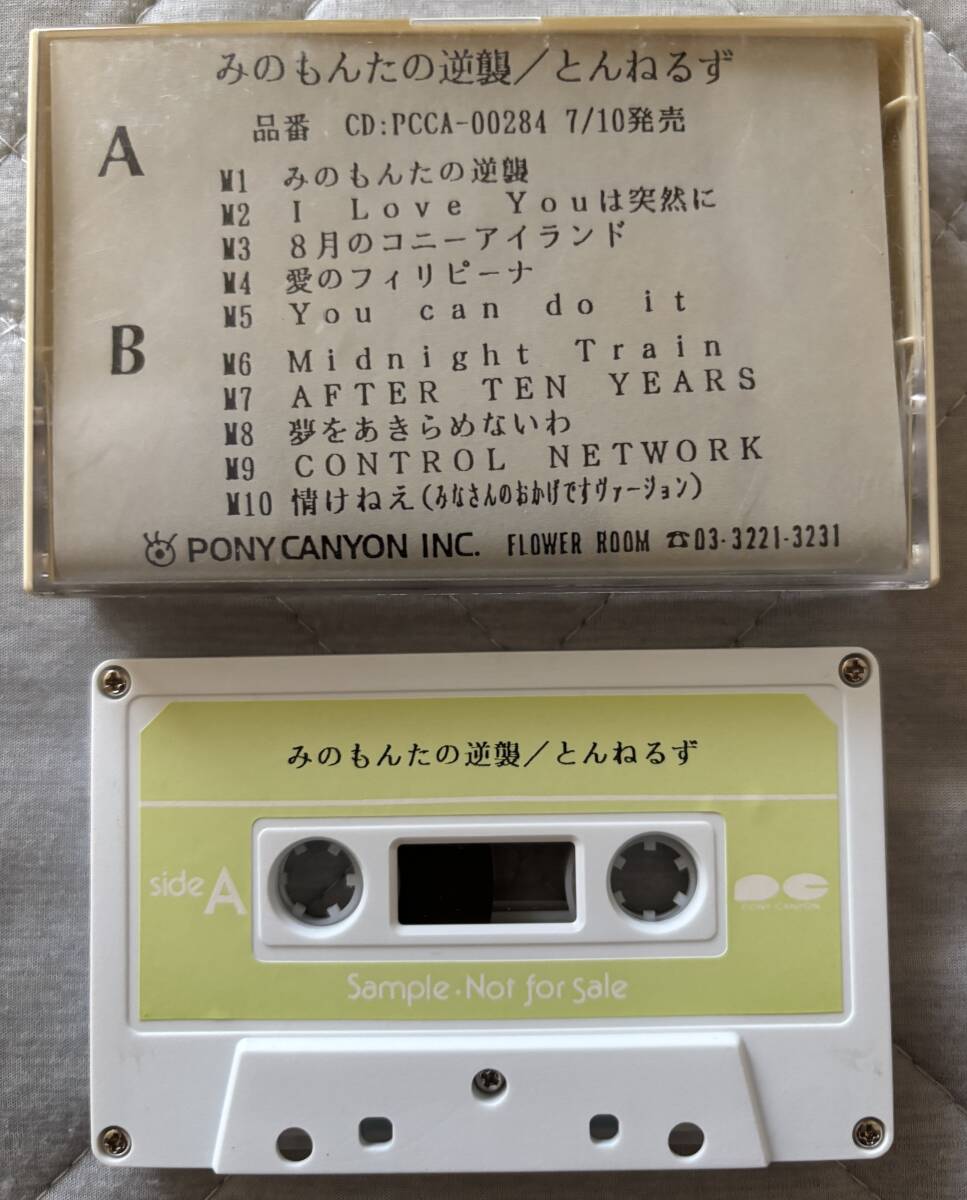 みのもんたの逆襲／とんねるず
品番 CD:PCCA-00284 7/10発売
A
M1 みのもんたの逆襲
M2 I Love Youは突然に
M3 8月のコニーアイランド
M4 愛のフィリピーナ
M5 You can do it
B
M6 Midnight Train
M7 AFTER TEN YEARS
M8 夢をあきらめないわ
M9 CONTROL NETWORK
M10 情けねえ(みなさんのおかげですヴァージョン)
PONY CANYON INC. FLOWER ROOM ☎03-3221-3231
みのもんたの逆襲／とんねるず
side A
PC
PONY CANYON
Sample・Not for Sale